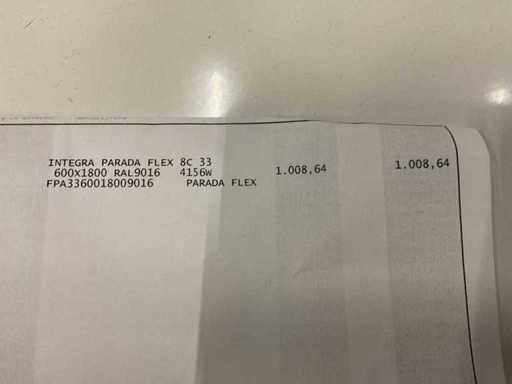 INTEGRA PARADA FLEX 8C 33
600X1800 RAL9016 4156W 1.008,64 1.008,64
FPA3360018009016 PARADA FLEX